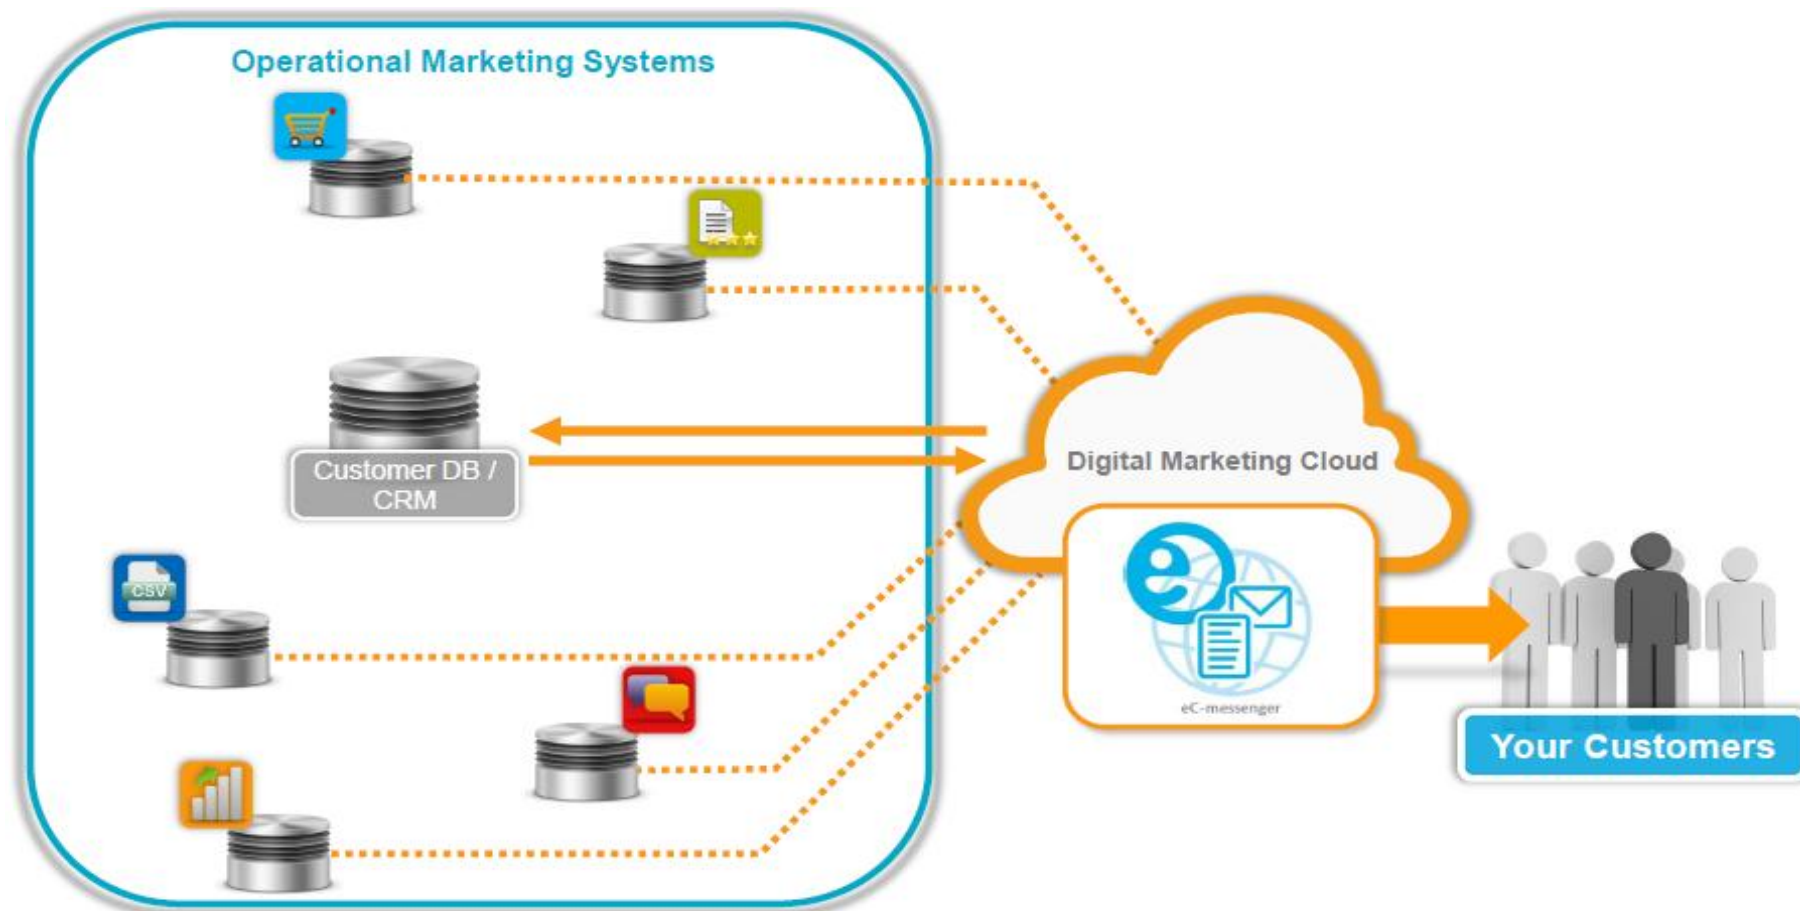 Operational Marketing Systems
Customer DB /
CRM
Digital Marketing Cloud
CSV
e
eC-messenger
Your Customers